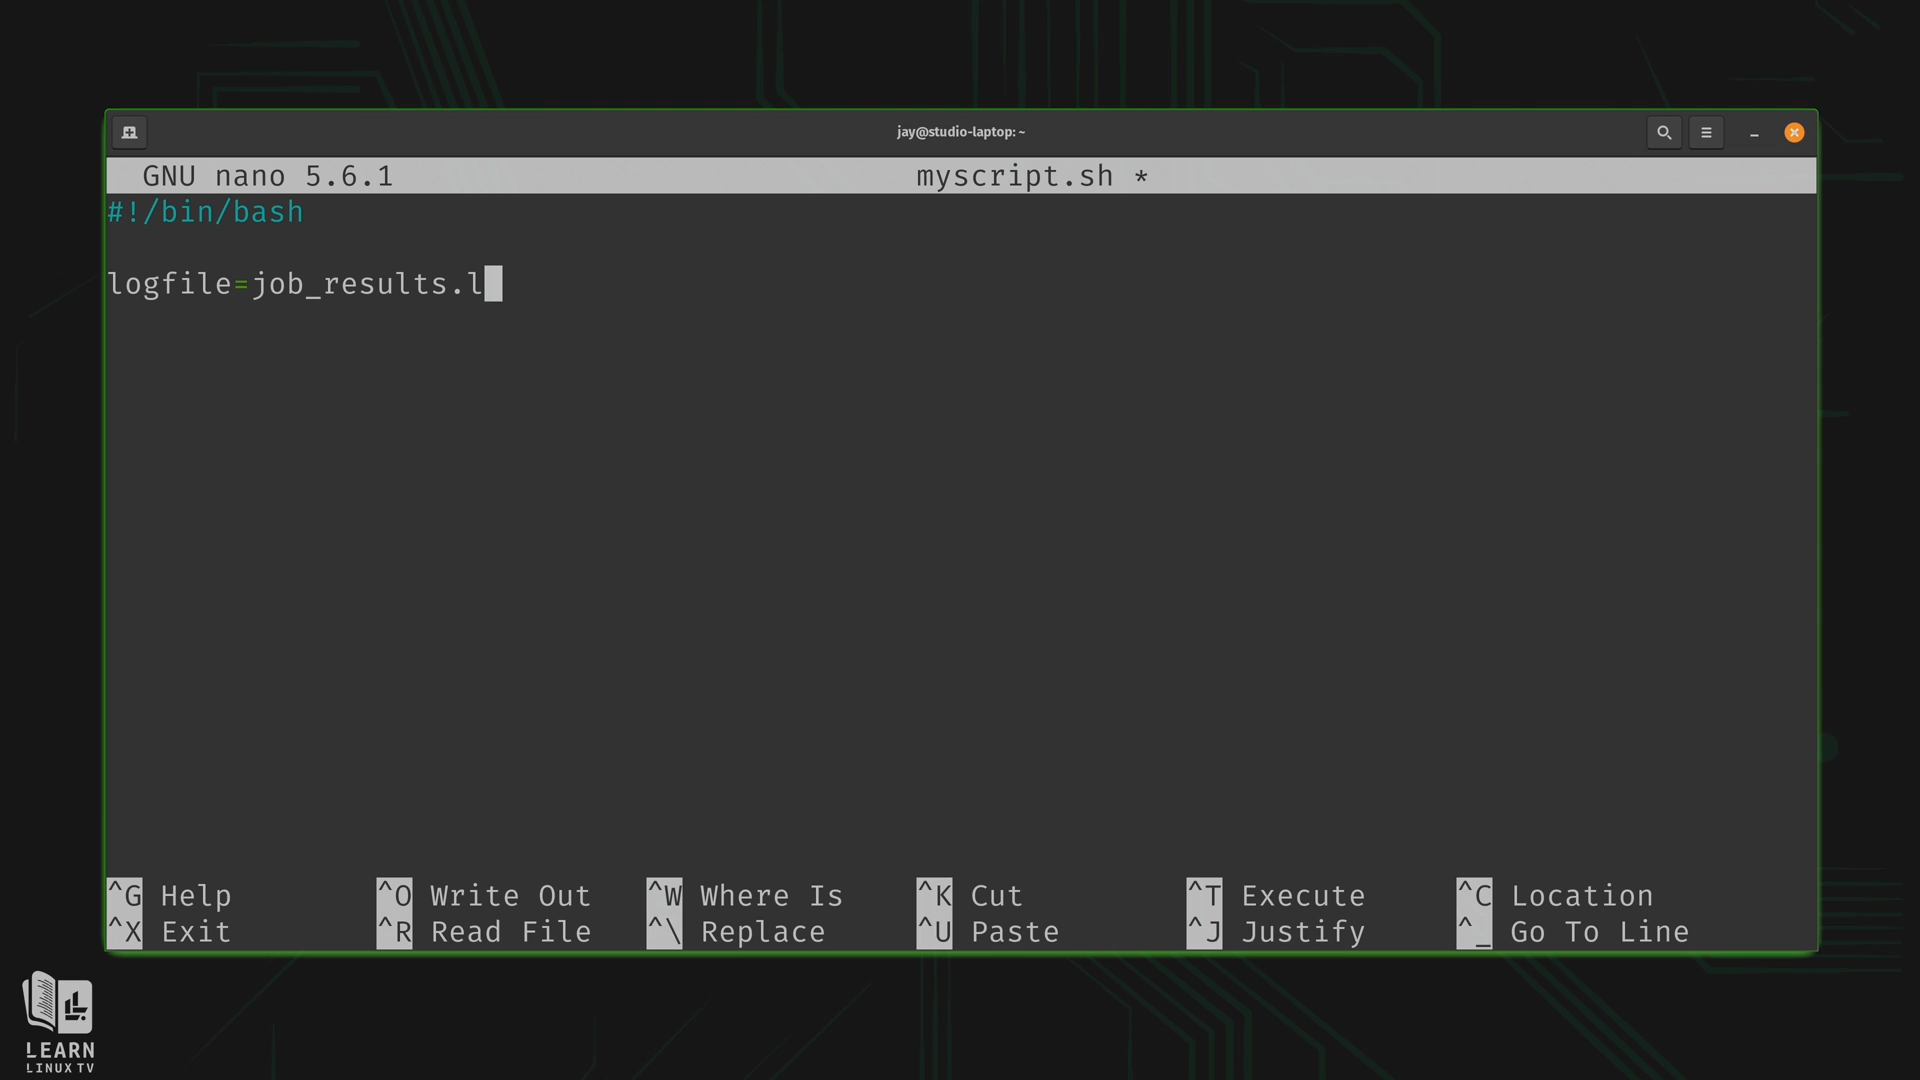 jay@studio-laptop: ~
GNU nano 5.6.1 myscript.sh *
#!/bin/bash
logfile=job_results.l
^G Help ^O Write Out ^W Where Is ^K Cut ^T Execute ^C Location
^X Exit ^R Read File ^\ Replace ^U Paste ^J Justify ^_ Go To Line
LEARN
LINUX TV